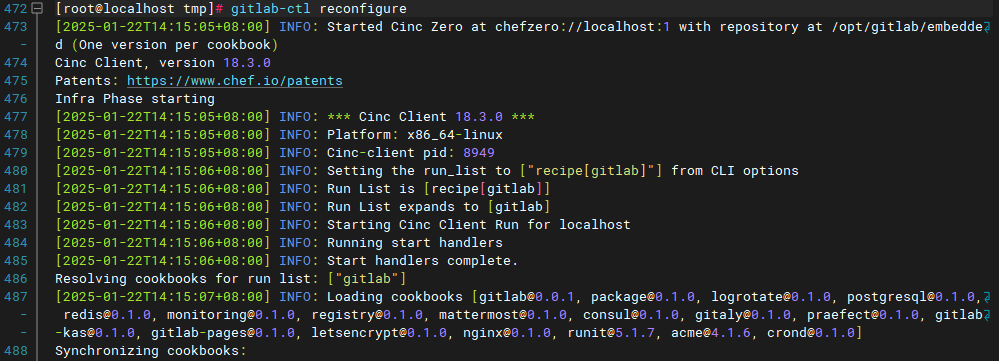 472 [root@localhost tmp]# gitlab-ctl reconfigure
473 [2025-01-22T14:15:05+08:00] INFO: Started Cinc Zero at chefzero://localhost:1 with repository at /opt/gitlab/embedde
- d (One version per cookbook)
474 Cinc Client, version 18.3.0
475 Patents: https://www.chef.io/patents
476 Infra Phase starting
477 [2025-01-22T14:15:05+08:00] INFO: *** Cinc Client 18.3.0 ***
478 [2025-01-22T14:15:05+08:00] INFO: Platform: x86_64-linux
479 [2025-01-22T14:15:05+08:00] INFO: Cinc-client pid: 8949
480 [2025-01-22T14:15:06+08:00] INFO: Setting the run_list to ["recipe[gitlab]"] from CLI options
481 [2025-01-22T14:15:06+08:00] INFO: Run List is [recipe[gitlab]]
482 [2025-01-22T14:15:06+08:00] INFO: Run List expands to [gitlab]
483 [2025-01-22T14:15:06+08:00] INFO: Starting Cinc Client Run for localhost
484 [2025-01-22T14:15:06+08:00] INFO: Running start handlers
485 [2025-01-22T14:15:06+08:00] INFO: Start handlers complete.
486 Resolving cookbooks for run list: ["gitlab"]
487 [2025-01-22T14:15:07+08:00] INFO: Loading cookbooks [gitlab@0.0.1, package@0.1.0, logrotate@0.1.0, postgresql@0.1.0,
- redis@0.1.0, monitoring@0.1.0, registry@0.1.0, mattermost@0.1.0, consul@0.1.0, gitaly@0.1.0, praefect@0.1.0, gitlab
- -kas@0.1.0, gitlab-pages@0.1.0, letsencrypt@0.1.0, nginx@0.1.0, runit@5.1.7, acme@4.1.6, crond@0.1.0]
488 Synchronizing cookbooks: